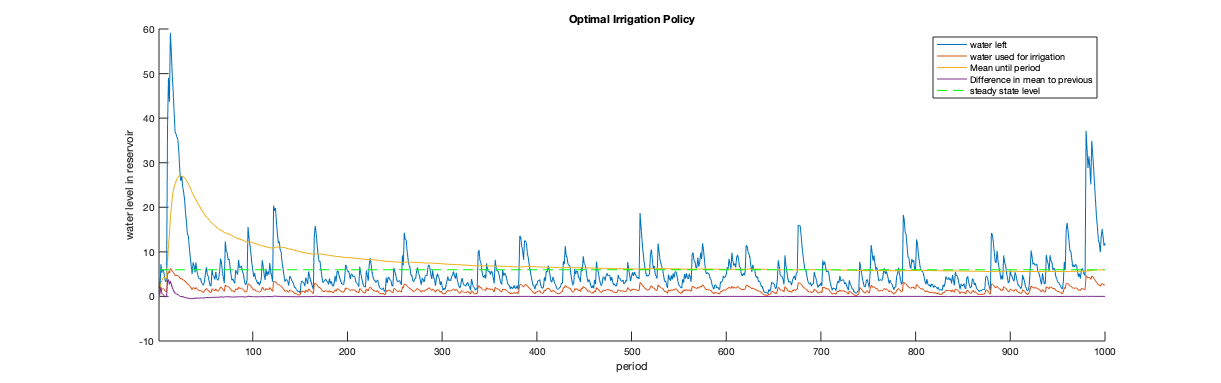 Optimal Irrigation Policy
water left
water used for irrigation
Mean until period
Difference in mean to previous
steady state level
water level in reservoir
60
50
40
30
20
10
0
-10
100 200 300 400 500 600 700 800 900 1000
period